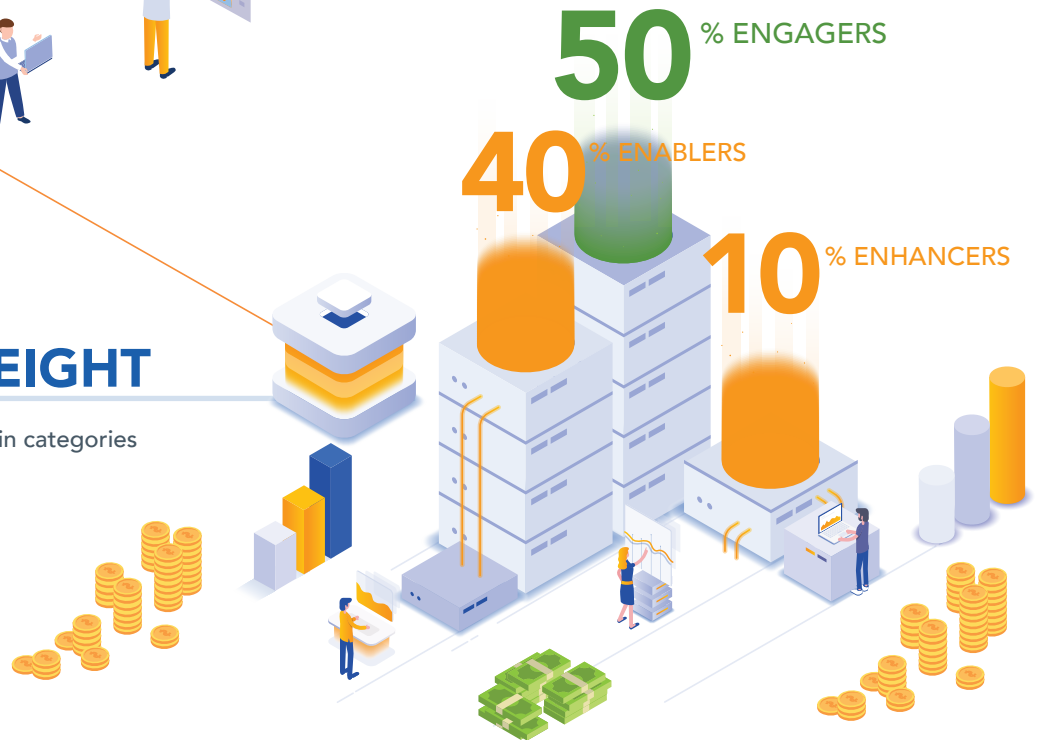 50 % ENGAGERS
40 % ENABLERS
10 % ENHANCERS
EIGHT
in categories